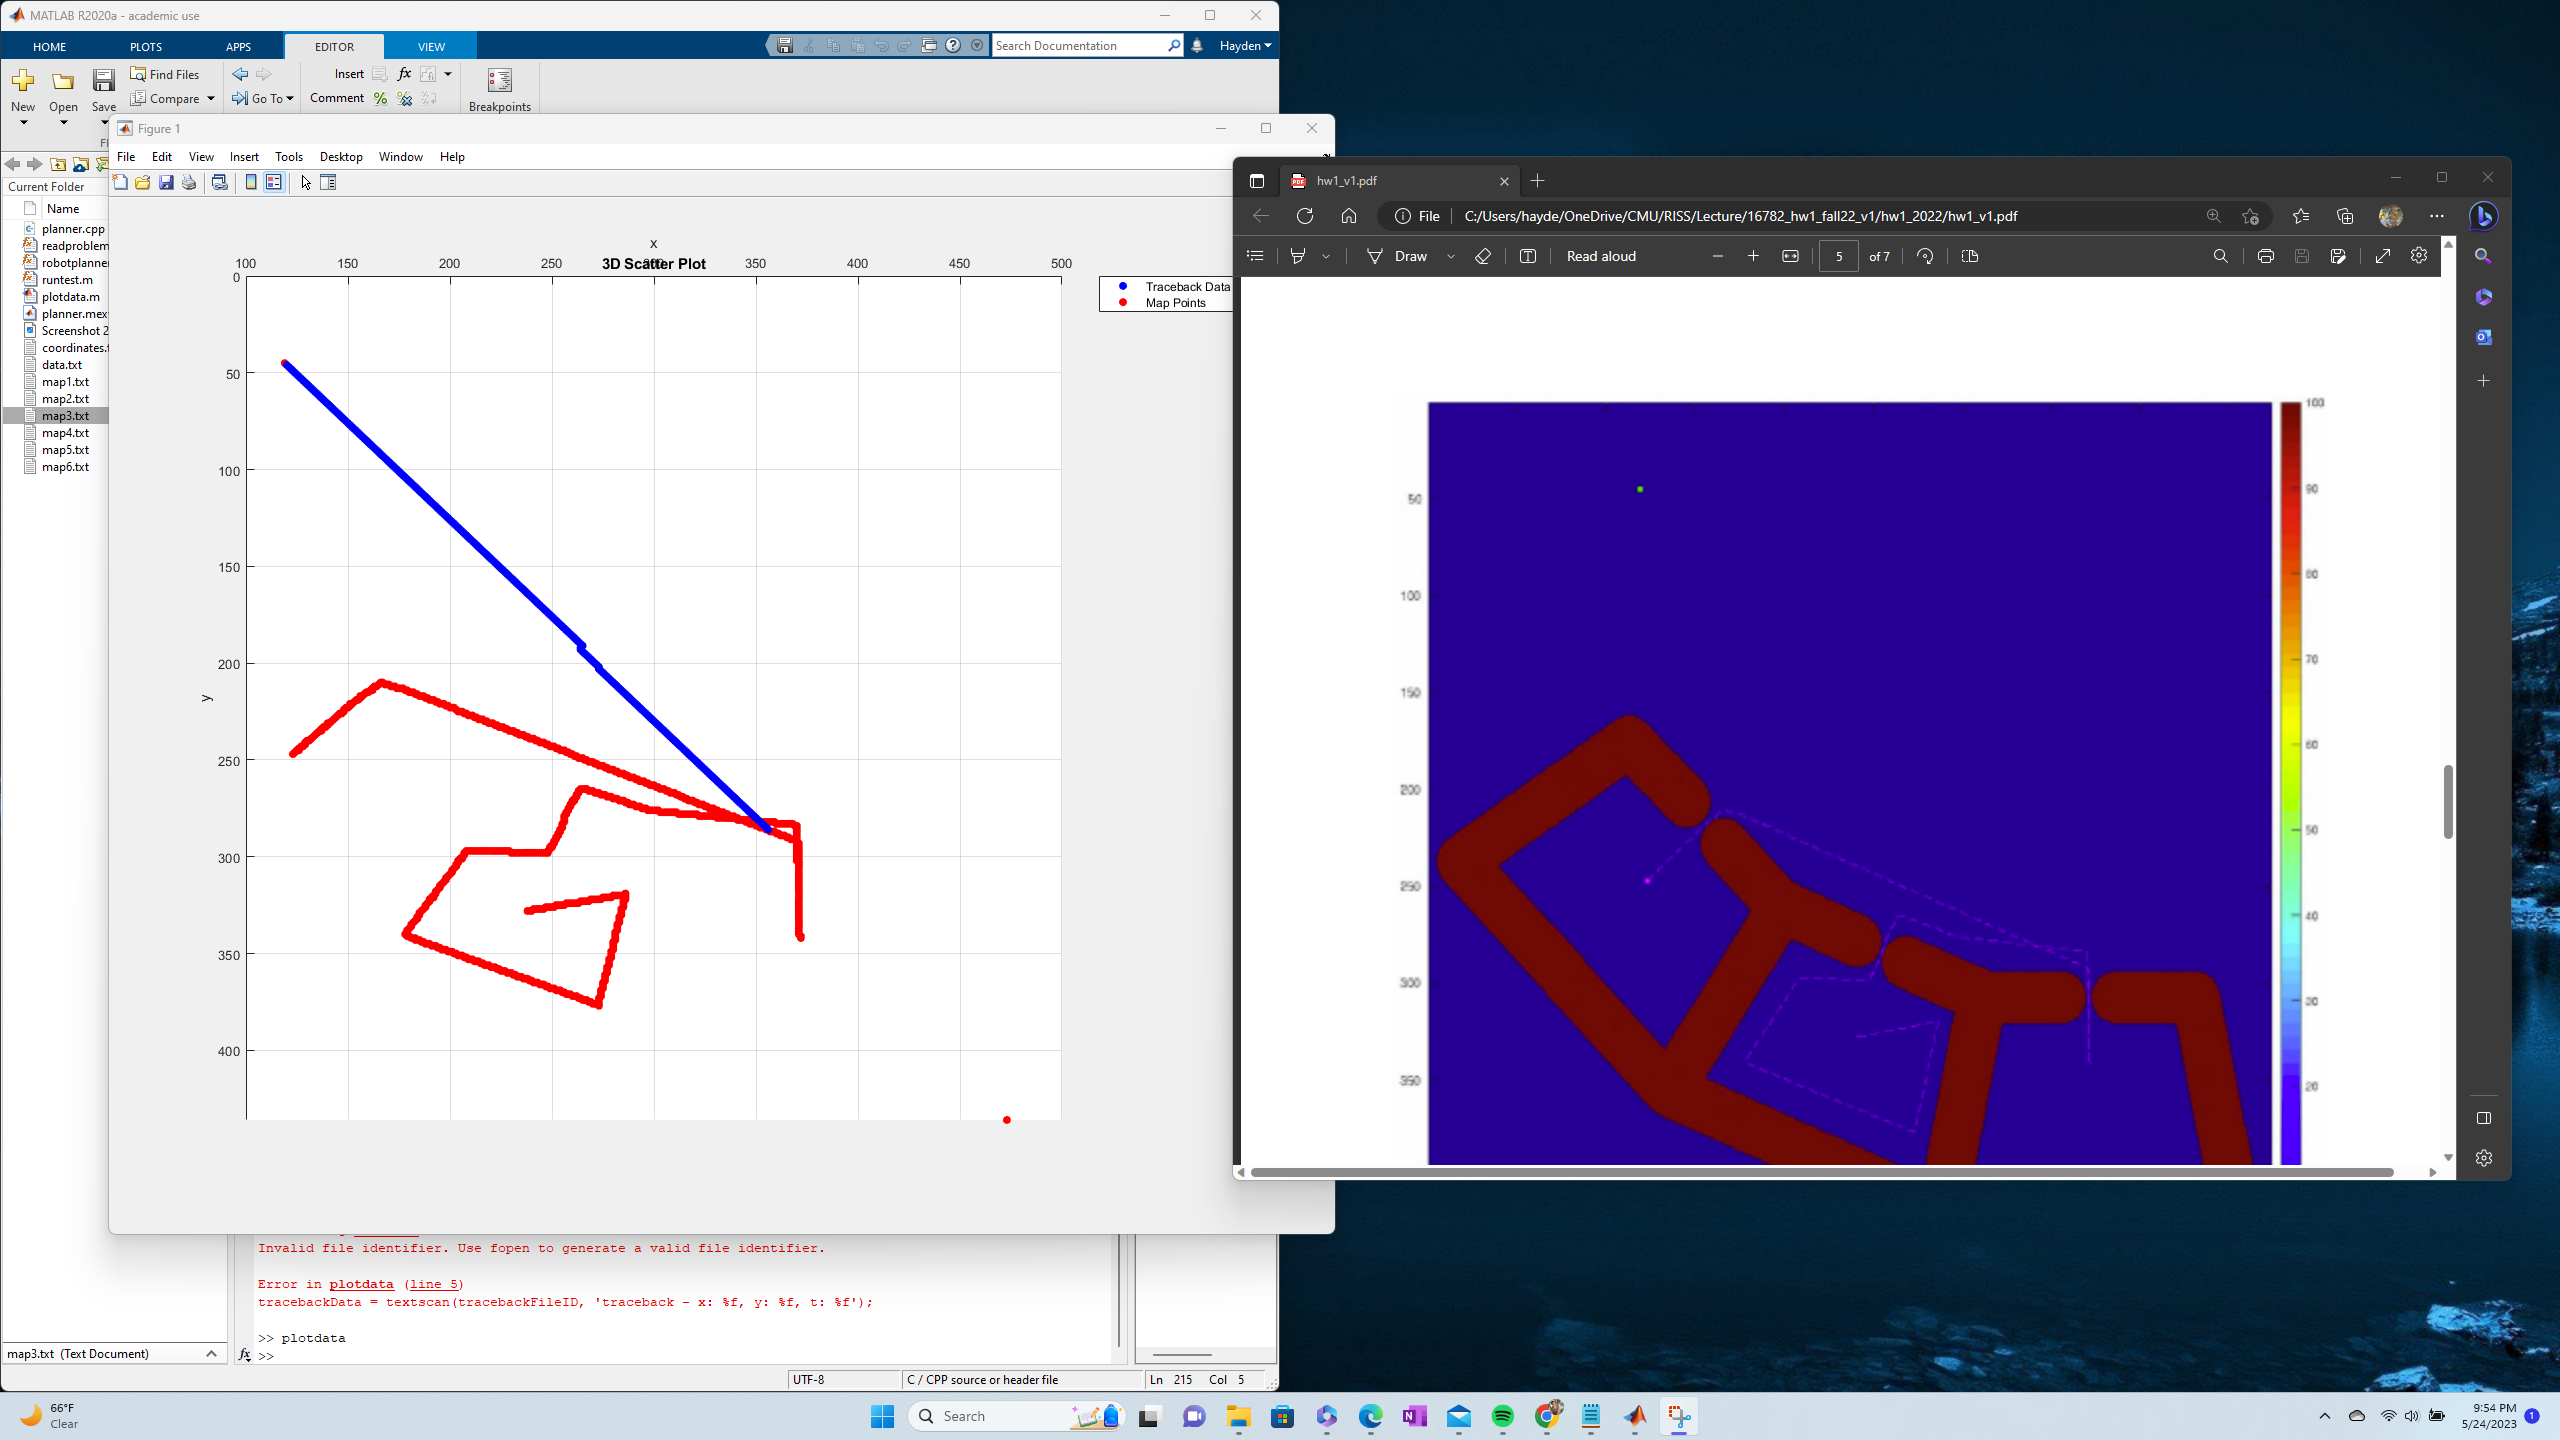 MATLAB R2020a - academic use
HOME PLOTS APPS EDITOR VIEW
Search Documentation
Hayden
New Open Save
Find Files
Compare
Go To
Insert
Comment
fx
Breakpoints
Figure 1
File Edit View Insert Tools Desktop Window Help
Current Folder
Name
planner.cpp
readproblem
robotplanne
runtest.m
plotdata.m
planner.mex
Screenshot 2
coordinates.t
data.txt
map1.txt
map2.txt
map3.txt
map4.txt
map5.txt
map6.txt
x
3D Scatter Plot
100 150 200 250 350 400 450 500
0
50
100
150
200
250
300
350
400
y
Traceback Data
Map Points
Invalid file identifier. Use fopen to generate a valid file identifier.
Error in plotdata (line 5)
tracebackData = textscan(tracebackFileID, 'traceback - x: %f, y: %f, t: %f');
>> plotdata
fx >>
map3.txt (Text Document)
UTF-8
C / CPP source or header file
Ln 215 Col 5
hw1_v1.pdf
File
C:/Users/hayde/OneDrive/CMU/RISS/Lecture/16782_hw1_fall22_v1/hw1_2022/hw1_v1.pdf
Draw
Read aloud
5 of 7
50
100
150
200
250
300
350
100
90
80
70
60
50
40
30
20
66°F
Clear
Search
9:54 PM
5/24/2023
1